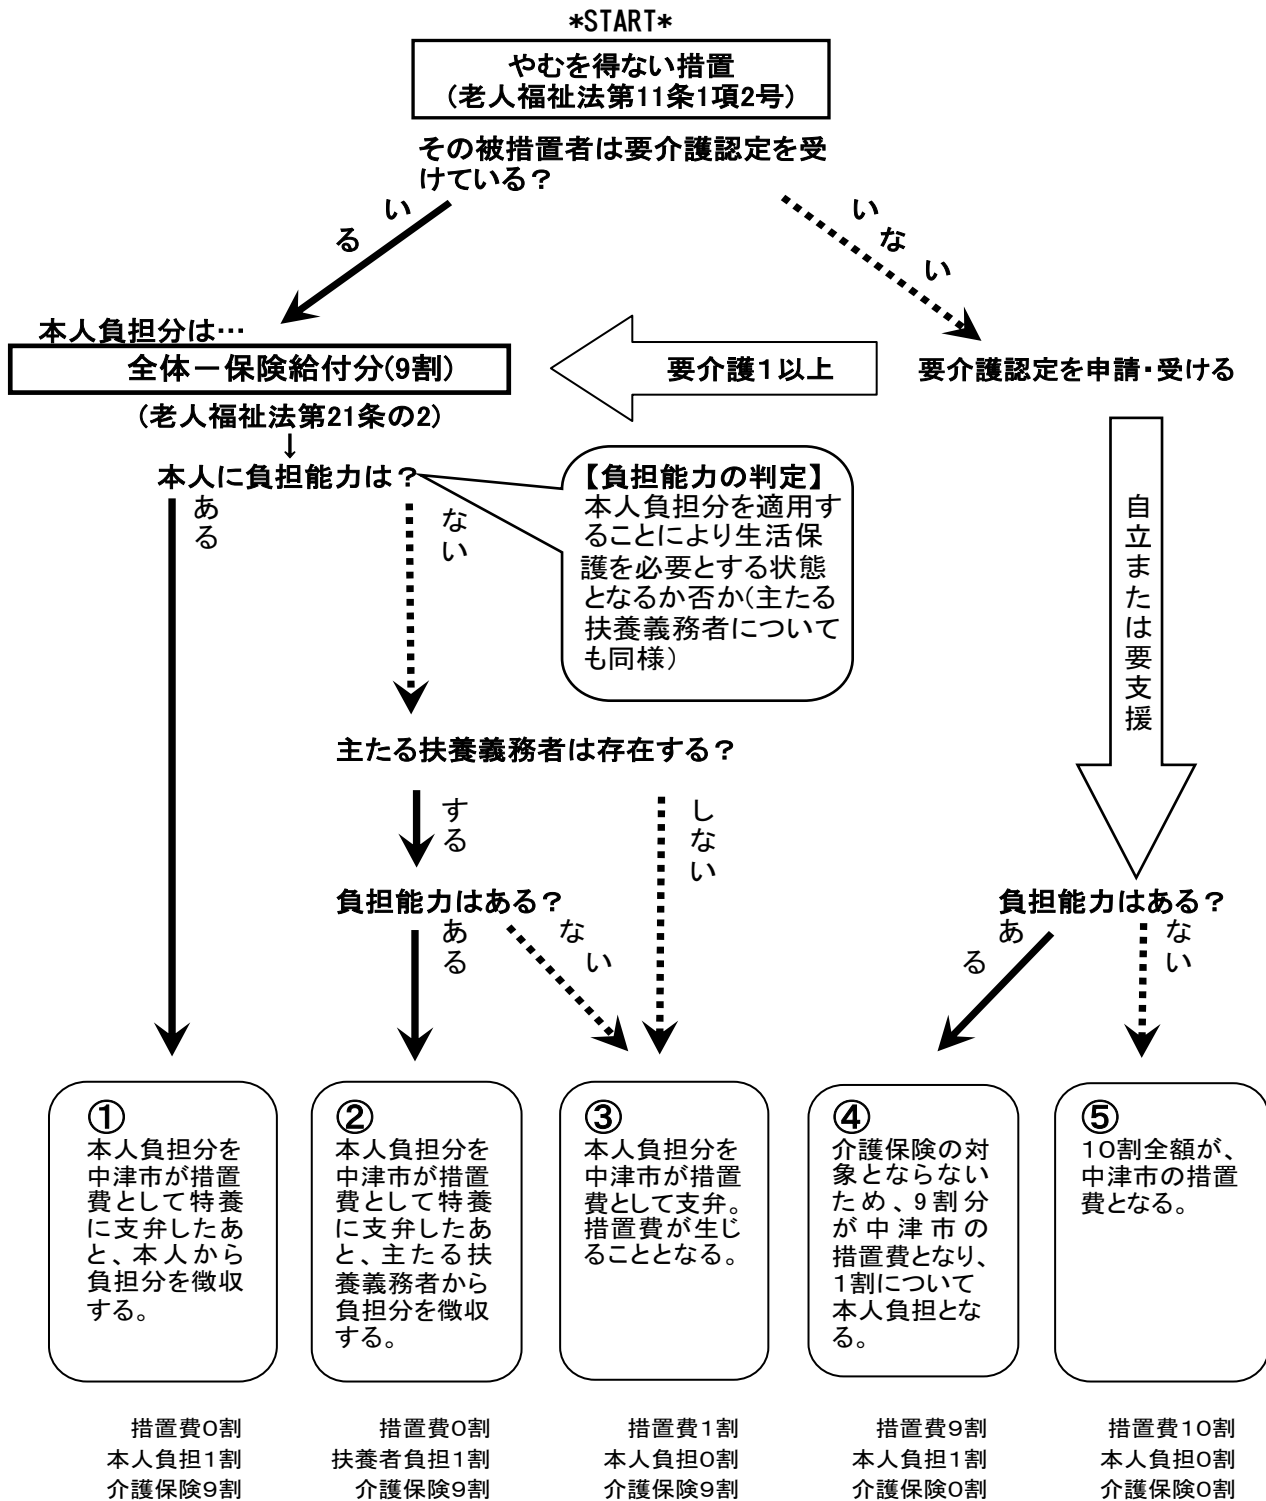 *START*
やむを得ない措置
(老人福祉法第11条1項2号)
その被措置者は要介護認定を受
けている？
いる
いない
本人負担分は…
全体－保険給付分(9割)
(老人福祉法第21条の2)
↓
要介護1以上
要介護認定を申請・受ける
本人に負担能力は？
ある
ない
【負担能力の判定】
本人負担分を適用す
ることにより生活保
護を必要とする状態
となるか否か(主たる
扶養義務者について
も同様)
自立または要支援
主たる扶養義務者は存在する？
する
しない
負担能力はある？
ある
ない
負担能力はある？
ある
ない
①
本人負担分を
中津市が措置
費として特養
に支弁したあ
と、本人から
負担分を徴収
する。
②
本人負担分を
中津市が措置
費として特養
に支弁したあ
と、主たる扶
養義務者から
負担分を徴収
する。
③
本人負担分を
中津市が措置
費として支弁。
措置費が生じ
ることとなる。
④
介護保険の対
象とならない
ため、9割分
が中津市の
措置費となり、
1割について
本人負担とな
る。
⑤
10割全額が、
中津市の措置
費となる。
措置費0割
本人負担1割
介護保険9割
措置費0割
扶養者負担1割
介護保険9割
措置費1割
本人負担0割
介護保険9割
措置費9割
本人負担1割
介護保険0割
措置費10割
本人負担0割
介護保険0割